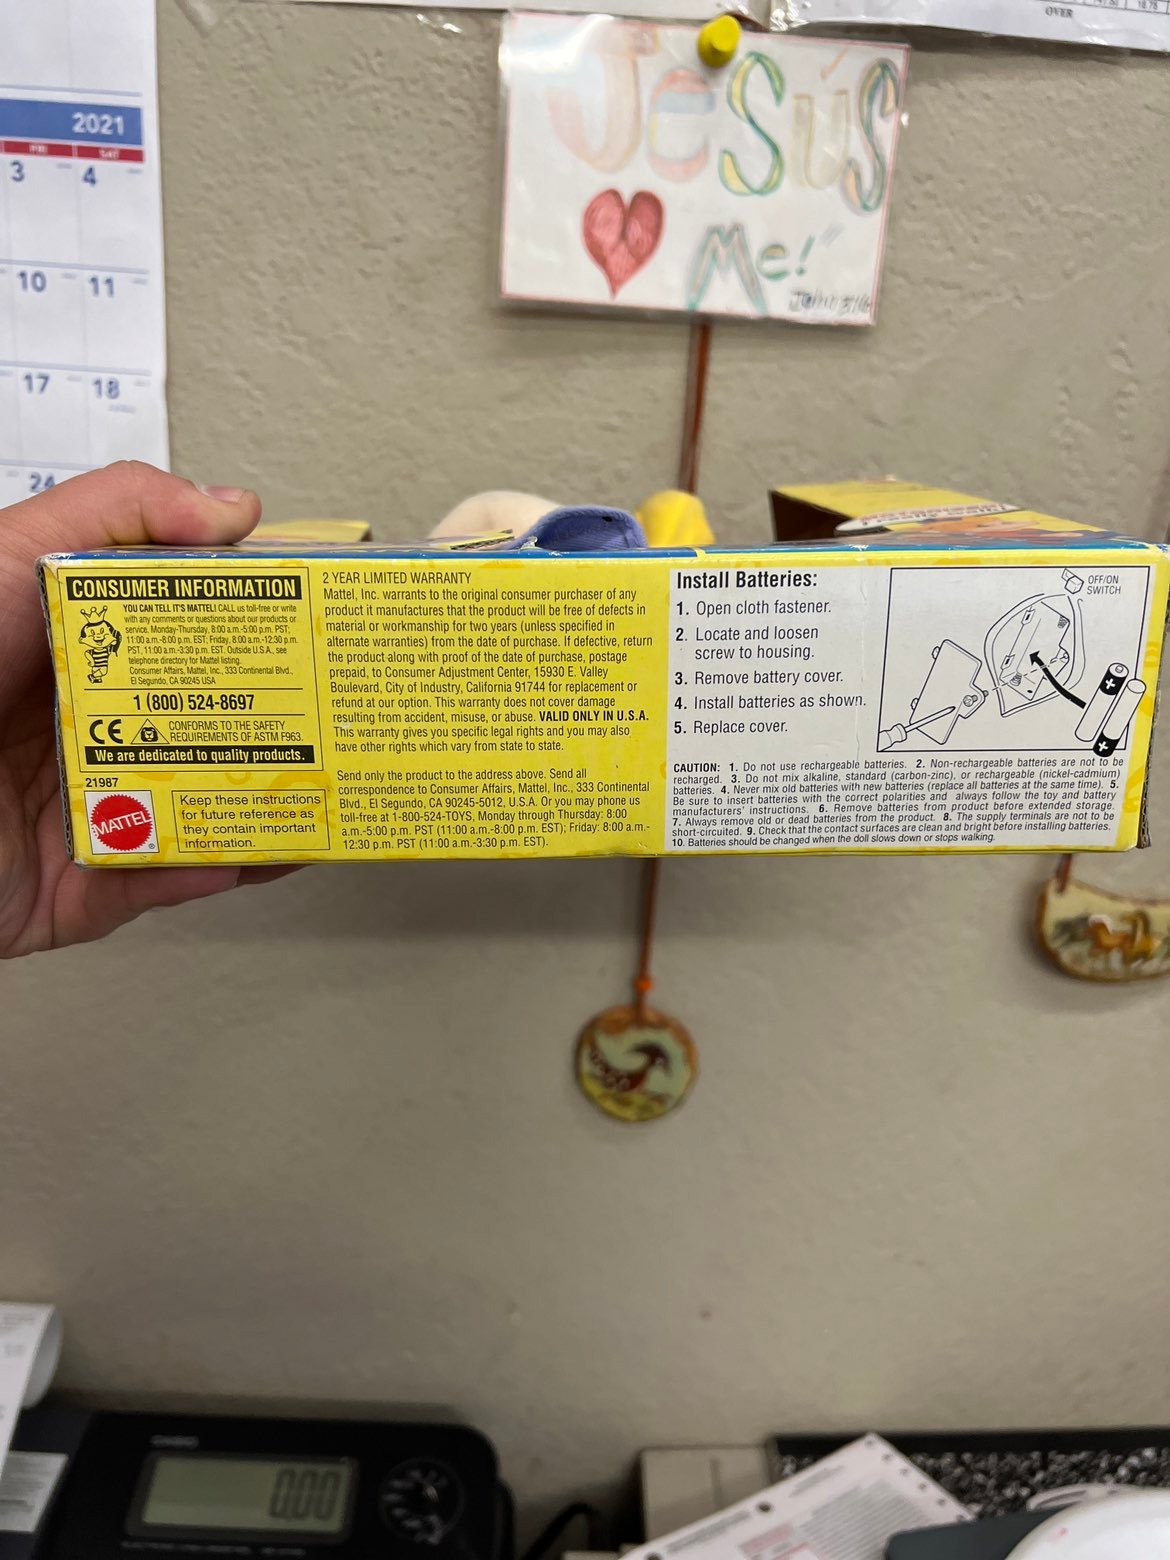 OVER
18.78
2021
FRI SAT
3 4
10 11
17 18
24
JESUS
Me!"
John 3:16
CONSUMER INFORMATION
YOU CAN TELL IT'S MATTEL! CALL us toll-free or write
with any comments or questions about our products or
service. Monday-Thursday, 8:00 a.m.-5:00 p.m. PST;
11:00 a.m.-8:00 p.m. EST; Friday, 8:00 a.m.-12:30 p.m.
PST, 11:00 a.m.-3:30 p.m. EST. Outside U.S.A., see
telephone directory for Mattel listing.
Consumer Affairs, Mattel, Inc., 333 Continental Blvd.,
El Segundo, CA 90245 USA
1 (800) 524-8697
CE CONFORMS TO THE SAFETY
REQUIREMENTS OF ASTM F963.
We are dedicated to quality products.
21987
MATTEL
®
Keep these instructions
for future reference as
they contain important
information.
2 YEAR LIMITED WARRANTY
Mattel, Inc. warrants to the original consumer purchaser of any
product it manufactures that the product will be free of defects in
material or workmanship for two years (unless specified in
alternate warranties) from the date of purchase. If defective, return
the product along with proof of the date of purchase, postage
prepaid, to Consumer Adjustment Center, 15930 E. Valley
Boulevard, City of Industry, California 91744 for replacement or
refund at our option. This warranty does not cover damage
resulting from accident, misuse, or abuse. VALID ONLY IN U.S.A.
This warranty gives you specific legal rights and you may also
have other rights which vary from state to state.
Send only the product to the address above. Send all
correspondence to Consumer Affairs, Mattel, Inc., 333 Continental
Blvd., El Segundo, CA 90245-5012, U.S.A. Or you may phone us
toll-free at 1-800-524-TOYS, Monday through Thursday: 8:00
a.m.-5:00 p.m. PST (11:00 a.m.-8:00 p.m. EST); Friday: 8:00 a.m.-
12:30 p.m. PST (11:00 a.m.-3:30 p.m. EST).
Install Batteries:
1. Open cloth fastener.
2. Locate and loosen
screw to housing.
3. Remove battery cover.
4. Install batteries as shown.
5. Replace cover.
OFF/ON
SWITCH
CAUTION: 1. Do not use rechargeable batteries. 2. Non-rechargeable batteries are not to be
recharged. 3. Do not mix alkaline, standard (carbon-zinc), or rechargeable (nickel-cadmium)
batteries. 4. Never mix old batteries with new batteries (replace all batteries at the same time). 5.
Be sure to insert batteries with the correct polarities and always follow the toy and battery
manufacturers' instructions. 6. Remove batteries from product before extended storage.
7. Always remove old or dead batteries from the product. 8. The supply terminals are not to be
short-circuited. 9. Check that the contact surfaces are clean and bright before installing batteries.
10. Batteries should be changed when the doll slows down or stops walking.
CASIO
0.00